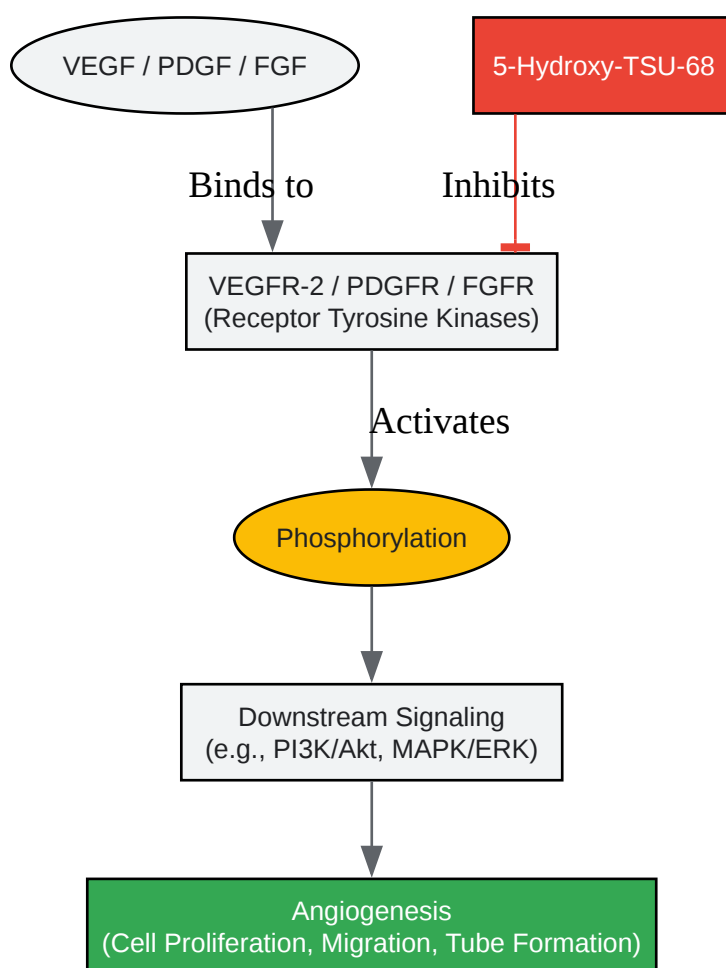 VEGF / PDGF / FGF
5-Hydroxy-TSU-68
Binds to
Inhibits
VEGFR-2 / PDGFR / FGFR
(Receptor Tyrosine Kinases)
Activates
Phosphorylation
Downstream Signaling
(e.g., PI3K/Akt, MAPK/ERK)
Angiogenesis
(Cell Proliferation, Migration, Tube Formation)